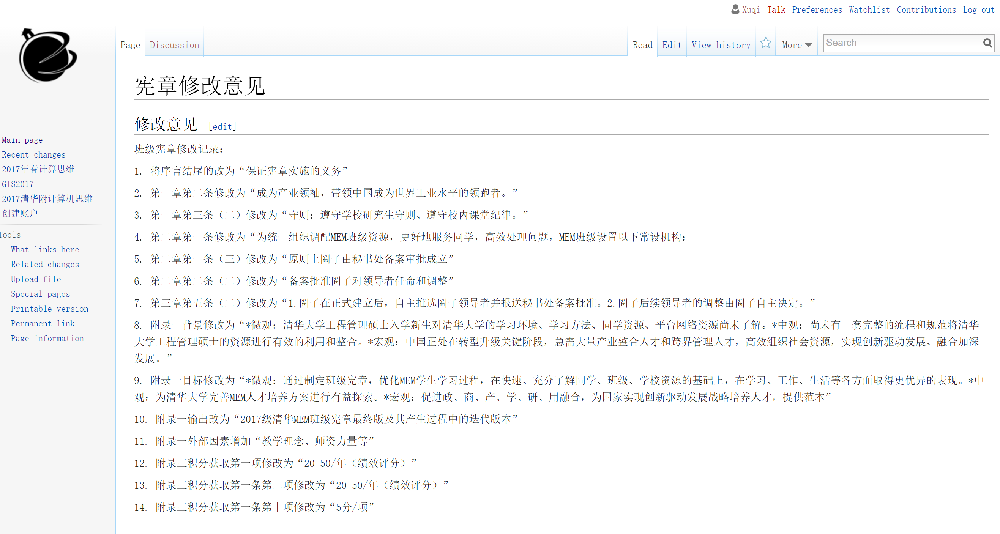 Xuqi Talk Preferences Watchlist Contributions Log out
Page Discussion Read Edit View history More Search
宪章修改意见
修改意见 [edit]
班级宪章修改记录：
1. 将序言结尾的改为“保证宪章实施的义务”
2. 第一章第二条修改为“成为产业领袖，带领中国成为世界工业水平的领跑者。”
3. 第一章第三条（二）修改为“守则：遵守学校研究生守则、遵守校内课堂纪律。”
4. 第二章第一条修改为“为统一组织调配MEM班级资源，更好地服务同学，高效处理问题，MEM班级设置以下常设机构：
5. 第二章第一条（三）修改为“原则上圈子由秘书处备案审批成立”
6. 第二章第二条（二）修改为“备案批准圈子对领导者任命和调整”
7. 第三章第五条（二）修改为“1.圈子在正式建立后，自主推选圈子领导者并报送秘书处备案批准。2.圈子后续领导者的调整由圈子自主决定。”
8. 附录一背景修改为“*微观：清华大学工程管理硕士入学新生对清华大学的学习环境、学习方法、同学资源、平台网络资源尚未了解。*中观：尚未有一套完整的流程和规范将清华
大学工程管理硕士的资源进行有效的利用和整合。*宏观：中国正处在转型升级关键阶段，急需大量产业整合人才和跨界管理人才，高效组织社会资源，实现创新驱动发展、融合加深
发展。”
9. 附录一目标修改为“*微观：通过制定班级宪章，优化MEM学生学习过程，在快速、充分了解同学、班级、学校资源的基础上，在学习、工作、生活等各方面取得更优异的表现。*中
观：为清华大学完善MEM人才培养方案进行有益探索。*宏观：促进政、商、产、学、研、用融合，为国家实现创新驱动发展战略培养人才，提供范本”
10. 附录一输出改为“2017级清华MEM班级宪章最终版及其产生过程中的迭代版本”
11. 附录一外部因素增加“教学理念、师资力量等”
12. 附录三积分获取第一项修改为“20-50/年（绩效评分）”
13. 附录三积分获取第一条第二项修改为“20-50/年（绩效评分）”
14. 附录三积分获取第一条第十项修改为“5分/项”
Main page
Recent changes
2017年春计算思维
GIS2017
2017清华附计算机思维
创建账户
Tools
What links here
Related changes
Upload file
Special pages
Printable version
Permanent link
Page information